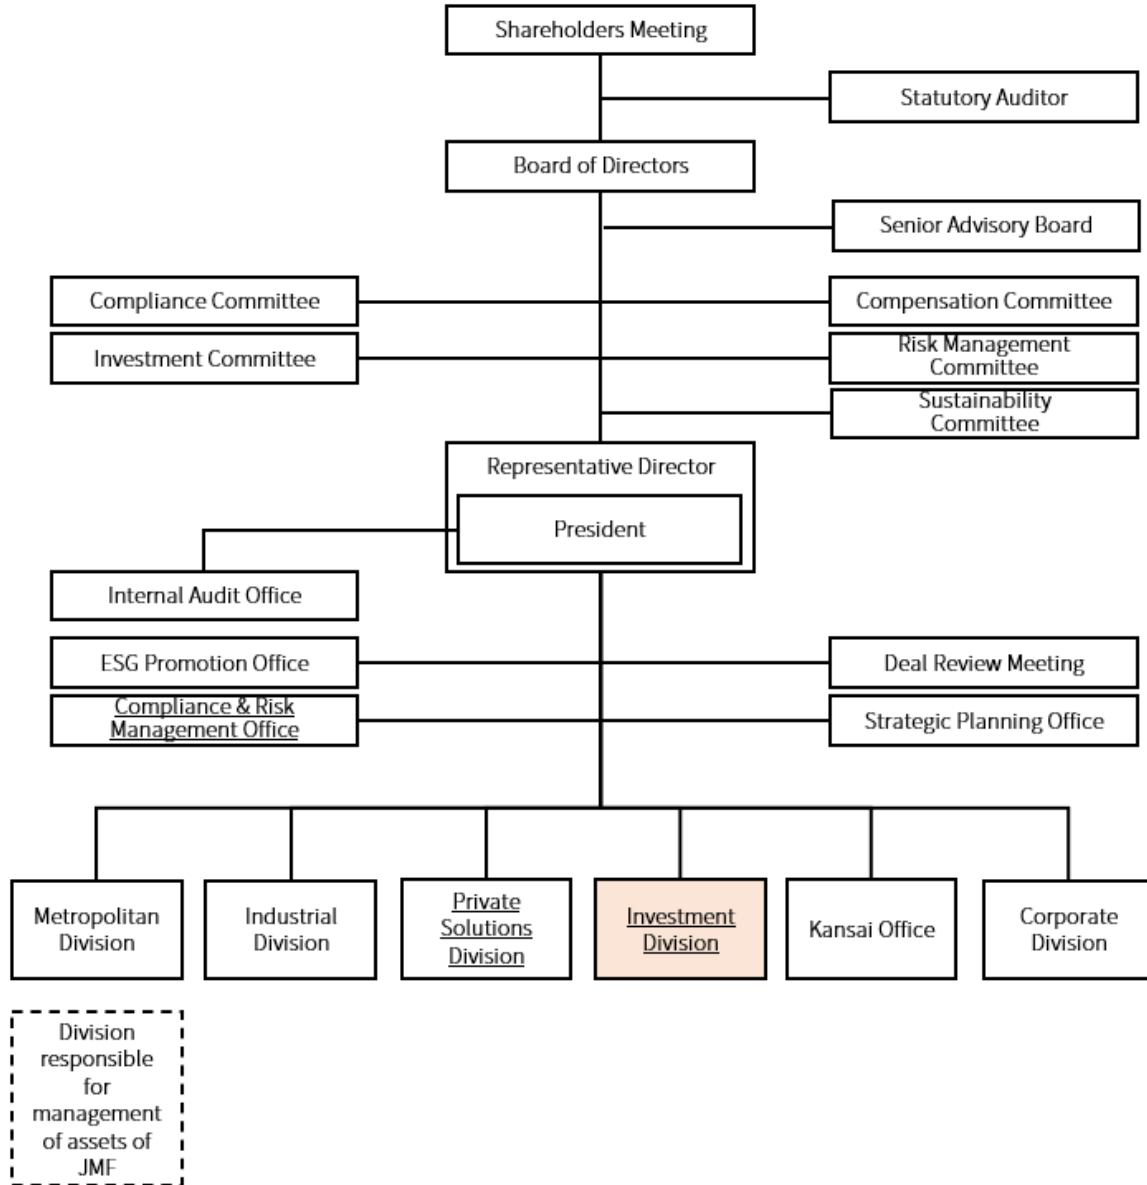 Shareholders Meeting
Statutory Auditor
Board of Directors
Senior Advisory Board
Compliance Committee
Compensation Committee
Investment Committee
Risk Management
Committee
Sustainability
Committee
Representative Director
President
Internal Audit Office
ESG Promotion Office
Deal Review Meeting
Compliance & Risk
Management Office
Strategic Planning Office
Metropolitan
Division
Industrial
Division
Private
Solutions
Division
Investment
Division
Kansai Office
Corporate
Division
Division
responsible
for
management
of assets of
JMF